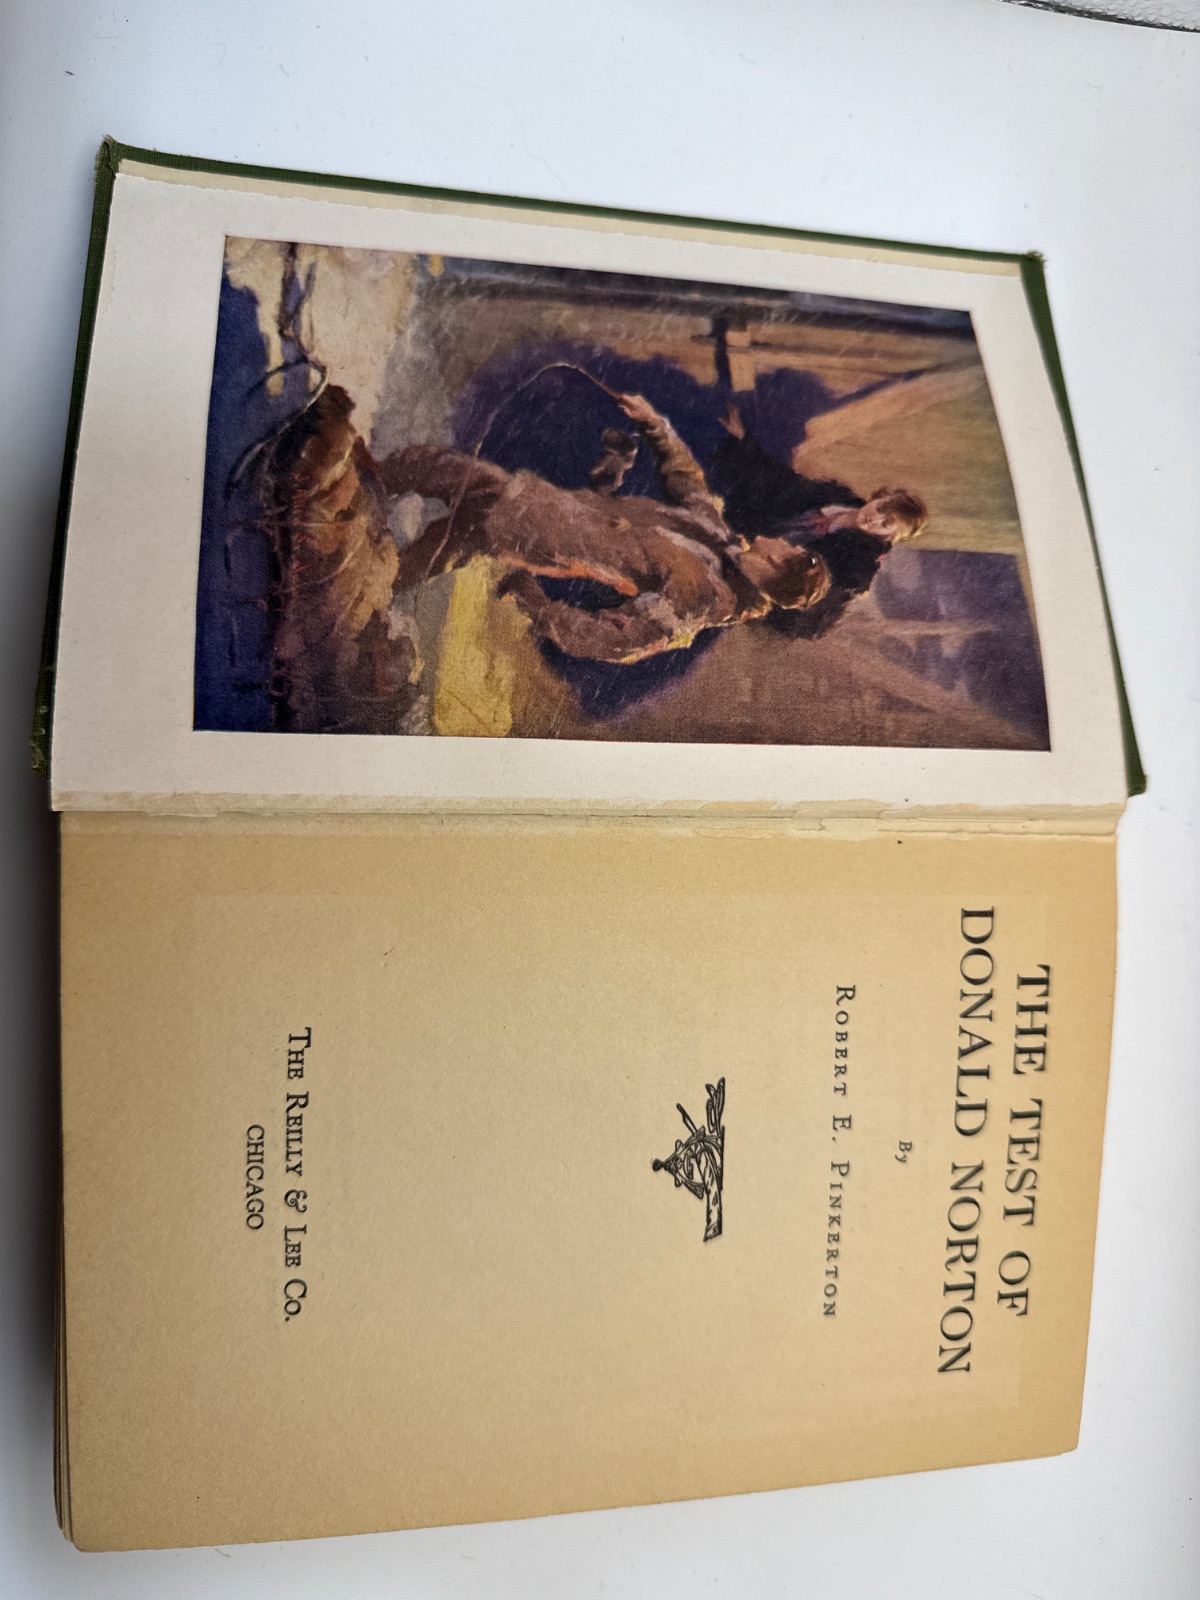 THE TEST OF
DONALD NORTON
By
ROBERT E. PINKERTON
THE REILLY & LEE CO.
CHICAGO